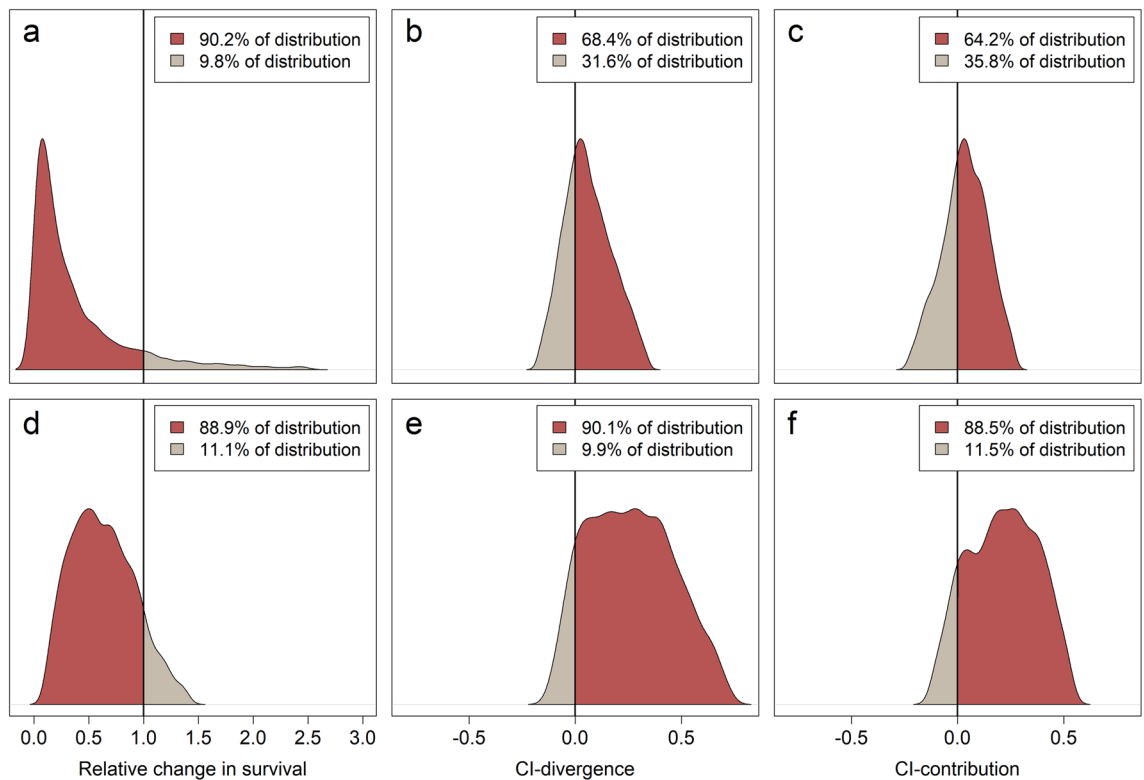 a
90.2% of distribution
9.8% of distribution
b
68.4% of distribution
31.6% of distribution
c
64.2% of distribution
35.8% of distribution
d
88.9% of distribution
11.1% of distribution
e
90.1% of distribution
9.9% of distribution
f
88.5% of distribution
11.5% of distribution
0.0 0.5 1.0 1.5 2.0 2.5 3.0
-0.5 0.0 0.5
-0.5 0.0 0.5
Relative change in survival
CI-divergence
CI-contribution